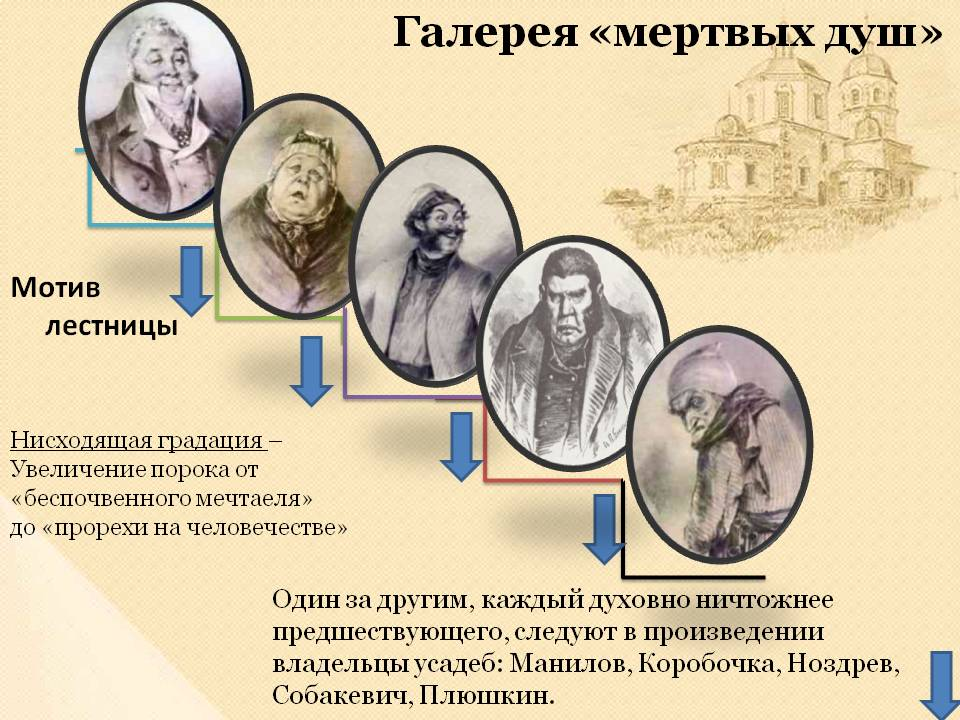 Галерея «мертвых душ»
Мотив
лестницы
Нисходящая градация –
Увеличение порока от
«беспочвенного мечтаеля»
до «прорехи на человечестве»
Один за другим, каждый духовно ничтожнее
предшествующего, следуют в произведении
владельцы усадеб: Манилов, Коробочка, Ноздрев,
Собакевич, Плюшкин.